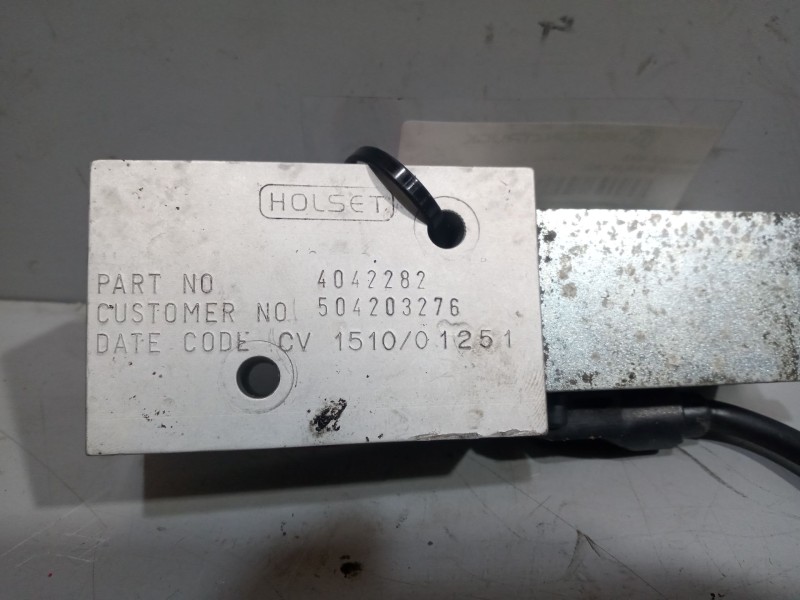 HOLSET
PART NO 4042282
CUSTOMER NO 504203276
DATE CODE CV 1510/01251